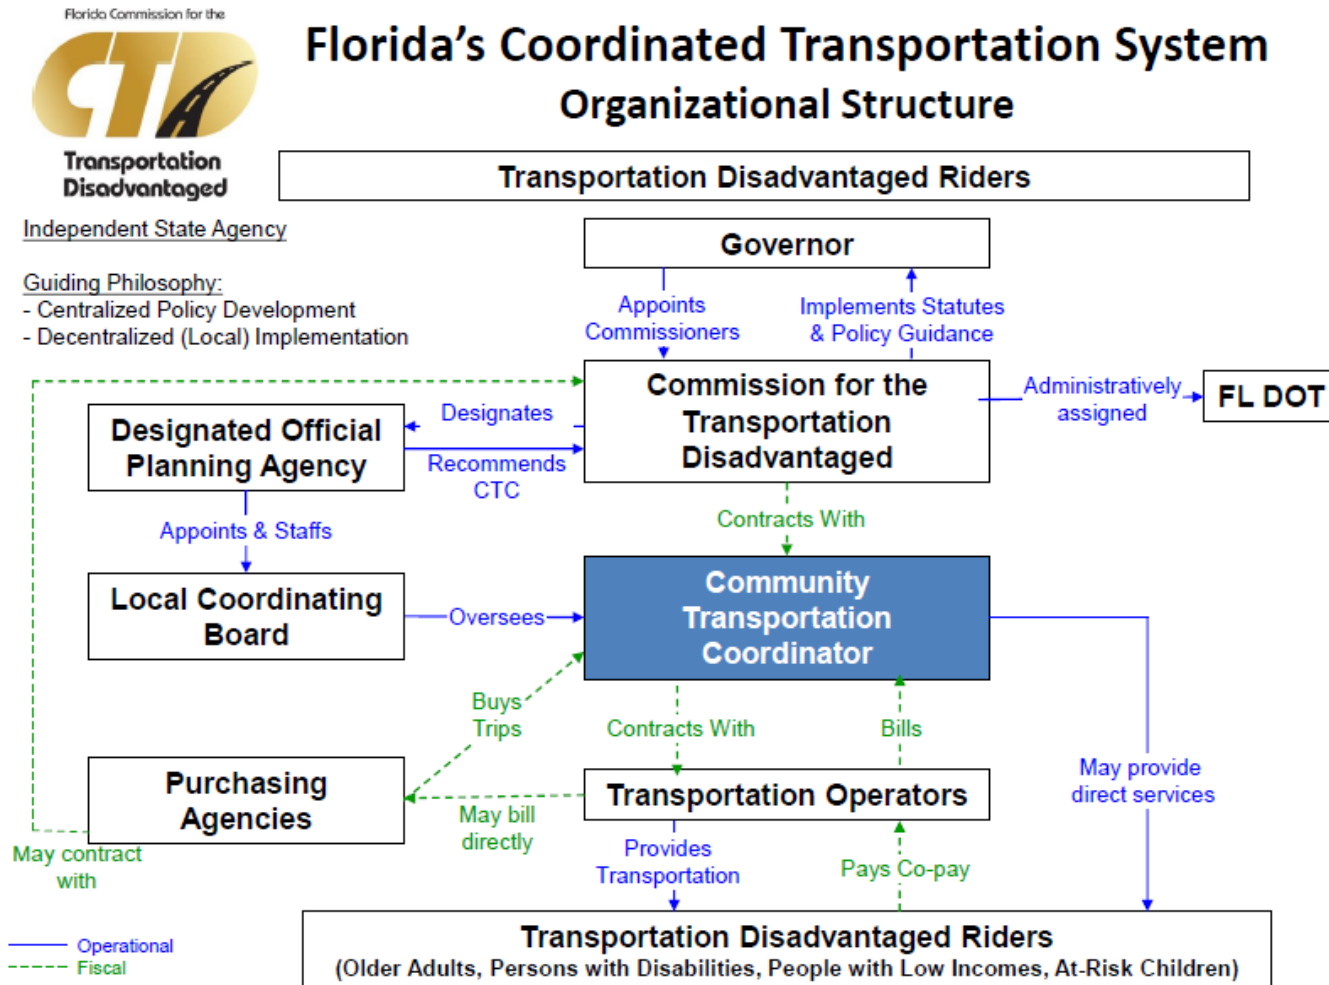 Florida Commission for the
CTD
Transportation
Disadvantaged
Florida's Coordinated Transportation System
Organizational Structure
Transportation Disadvantaged Riders
Independent State Agency
Guiding Philosophy:
- Centralized Policy Development
- Decentralized (Local) Implementation
Governor
Appoints
Commissioners
Implements Statutes
& Policy Guidance
Commission for the
Transportation
Disadvantaged
Administratively
assigned
FL DOT
Designates
Designated Official
Planning Agency
Recommends
CTC
Appoints & Staffs
Contracts With
Local Coordinating
Board
Oversees
Community
Transportation
Coordinator
Buys
Trips
Contracts With
Bills
May provide
direct services
Purchasing
Agencies
May bill
directly
Transportation Operators
May contract
with
Provides
Transportation
Pays Co-pay
Transportation Disadvantaged Riders
(Older Adults, Persons with Disabilities, People with Low Incomes, At-Risk Children)
Operational
Fiscal